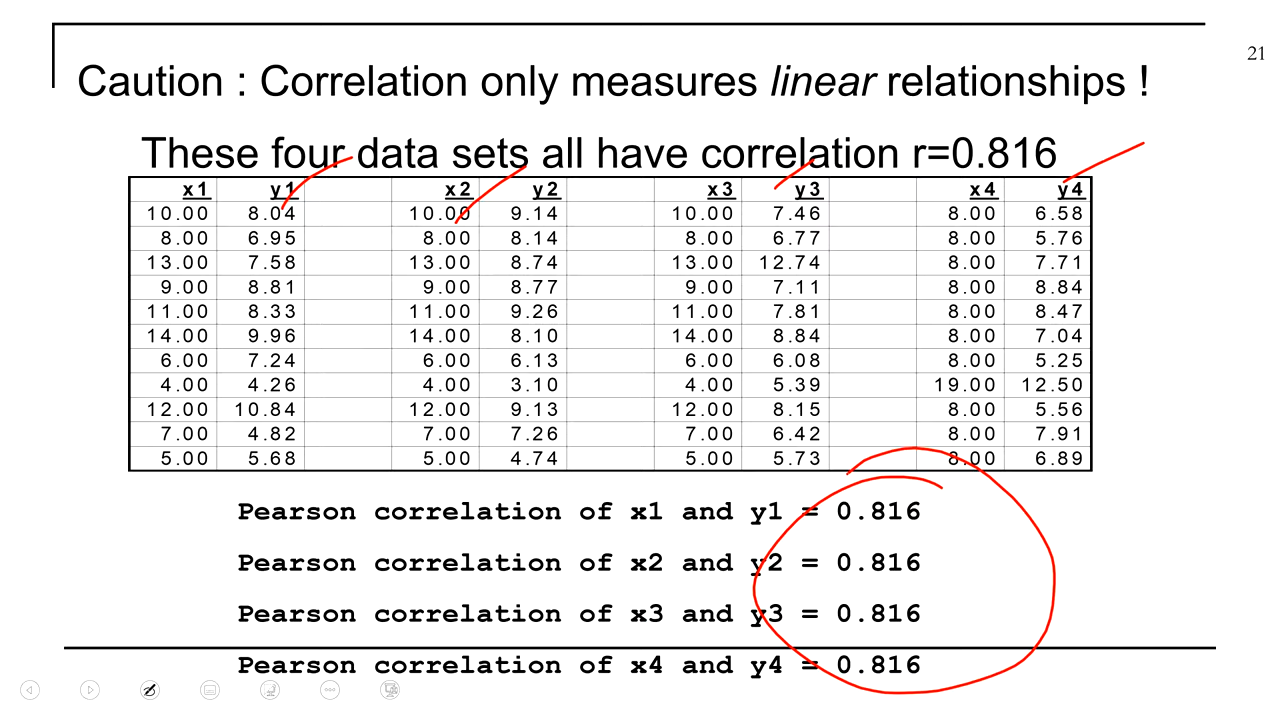 21
Caution : Correlation only measures linear relationships !
These four data sets all have correlation r=0.816
x1 y1 x2 y2 x3 y3 x4 y4
10.00 8.04 10.00 9.14 10.00 7.46 8.00 6.58
8.00 6.95 8.00 8.14 8.00 6.77 8.00 5.76
13.00 7.58 13.00 8.74 13.00 12.74 8.00 7.71
9.00 8.81 9.00 8.77 9.00 7.11 8.00 8.84
11.00 8.33 11.00 9.26 11.00 7.81 8.00 8.47
14.00 9.96 14.00 8.10 14.00 8.84 8.00 7.04
6.00 7.24 6.00 6.13 6.00 6.08 8.00 5.25
4.00 4.26 4.00 3.10 4.00 5.39 19.00 12.50
12.00 10.84 12.00 9.13 12.00 8.15 8.00 5.56
7.00 4.82 7.00 7.26 7.00 6.42 8.00 7.91
5.00 5.68 5.00 4.74 5.00 5.73 8.00 6.89
Pearson correlation of x1 and y1 = 0.816
Pearson correlation of x2 and y2 = 0.816
Pearson correlation of x3 and y3 = 0.816
Pearson correlation of x4 and y4 = 0.816